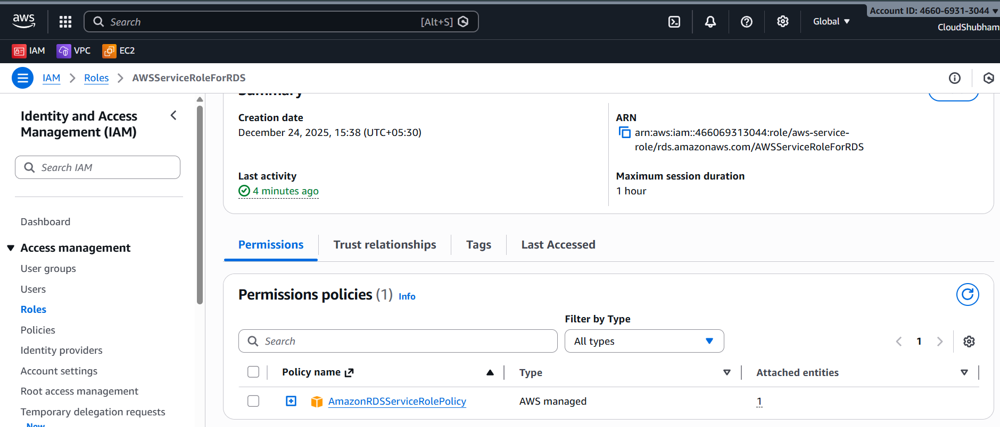 Account ID: 4660-6931-3044
aws
Search
[Alt+S]
Global
CloudShubham
IAM
VPC
EC2
IAM
Roles
AWSServiceRoleForRDS
Identity and Access
Management (IAM)
Search IAM
Dashboard
Access management
User groups
Users
Roles
Policies
Identity providers
Account settings
Root access management
Temporary delegation requests
New
Summary
Creation date
December 24, 2025, 15:38 (UTC+05:30)
ARN
arn:aws:iam::466069313044:role/aws-service-
role/rds.amazonaws.com/AWSServiceRoleForRDS
Last activity
4 minutes ago
Maximum session duration
1 hour
Permissions
Trust relationships
Tags
Last Accessed
Permissions policies (1) Info
Filter by Type
Search
All types
1
Policy name
Type
Attached entities
AmazonRDSServiceRolePolicy
AWS managed
1